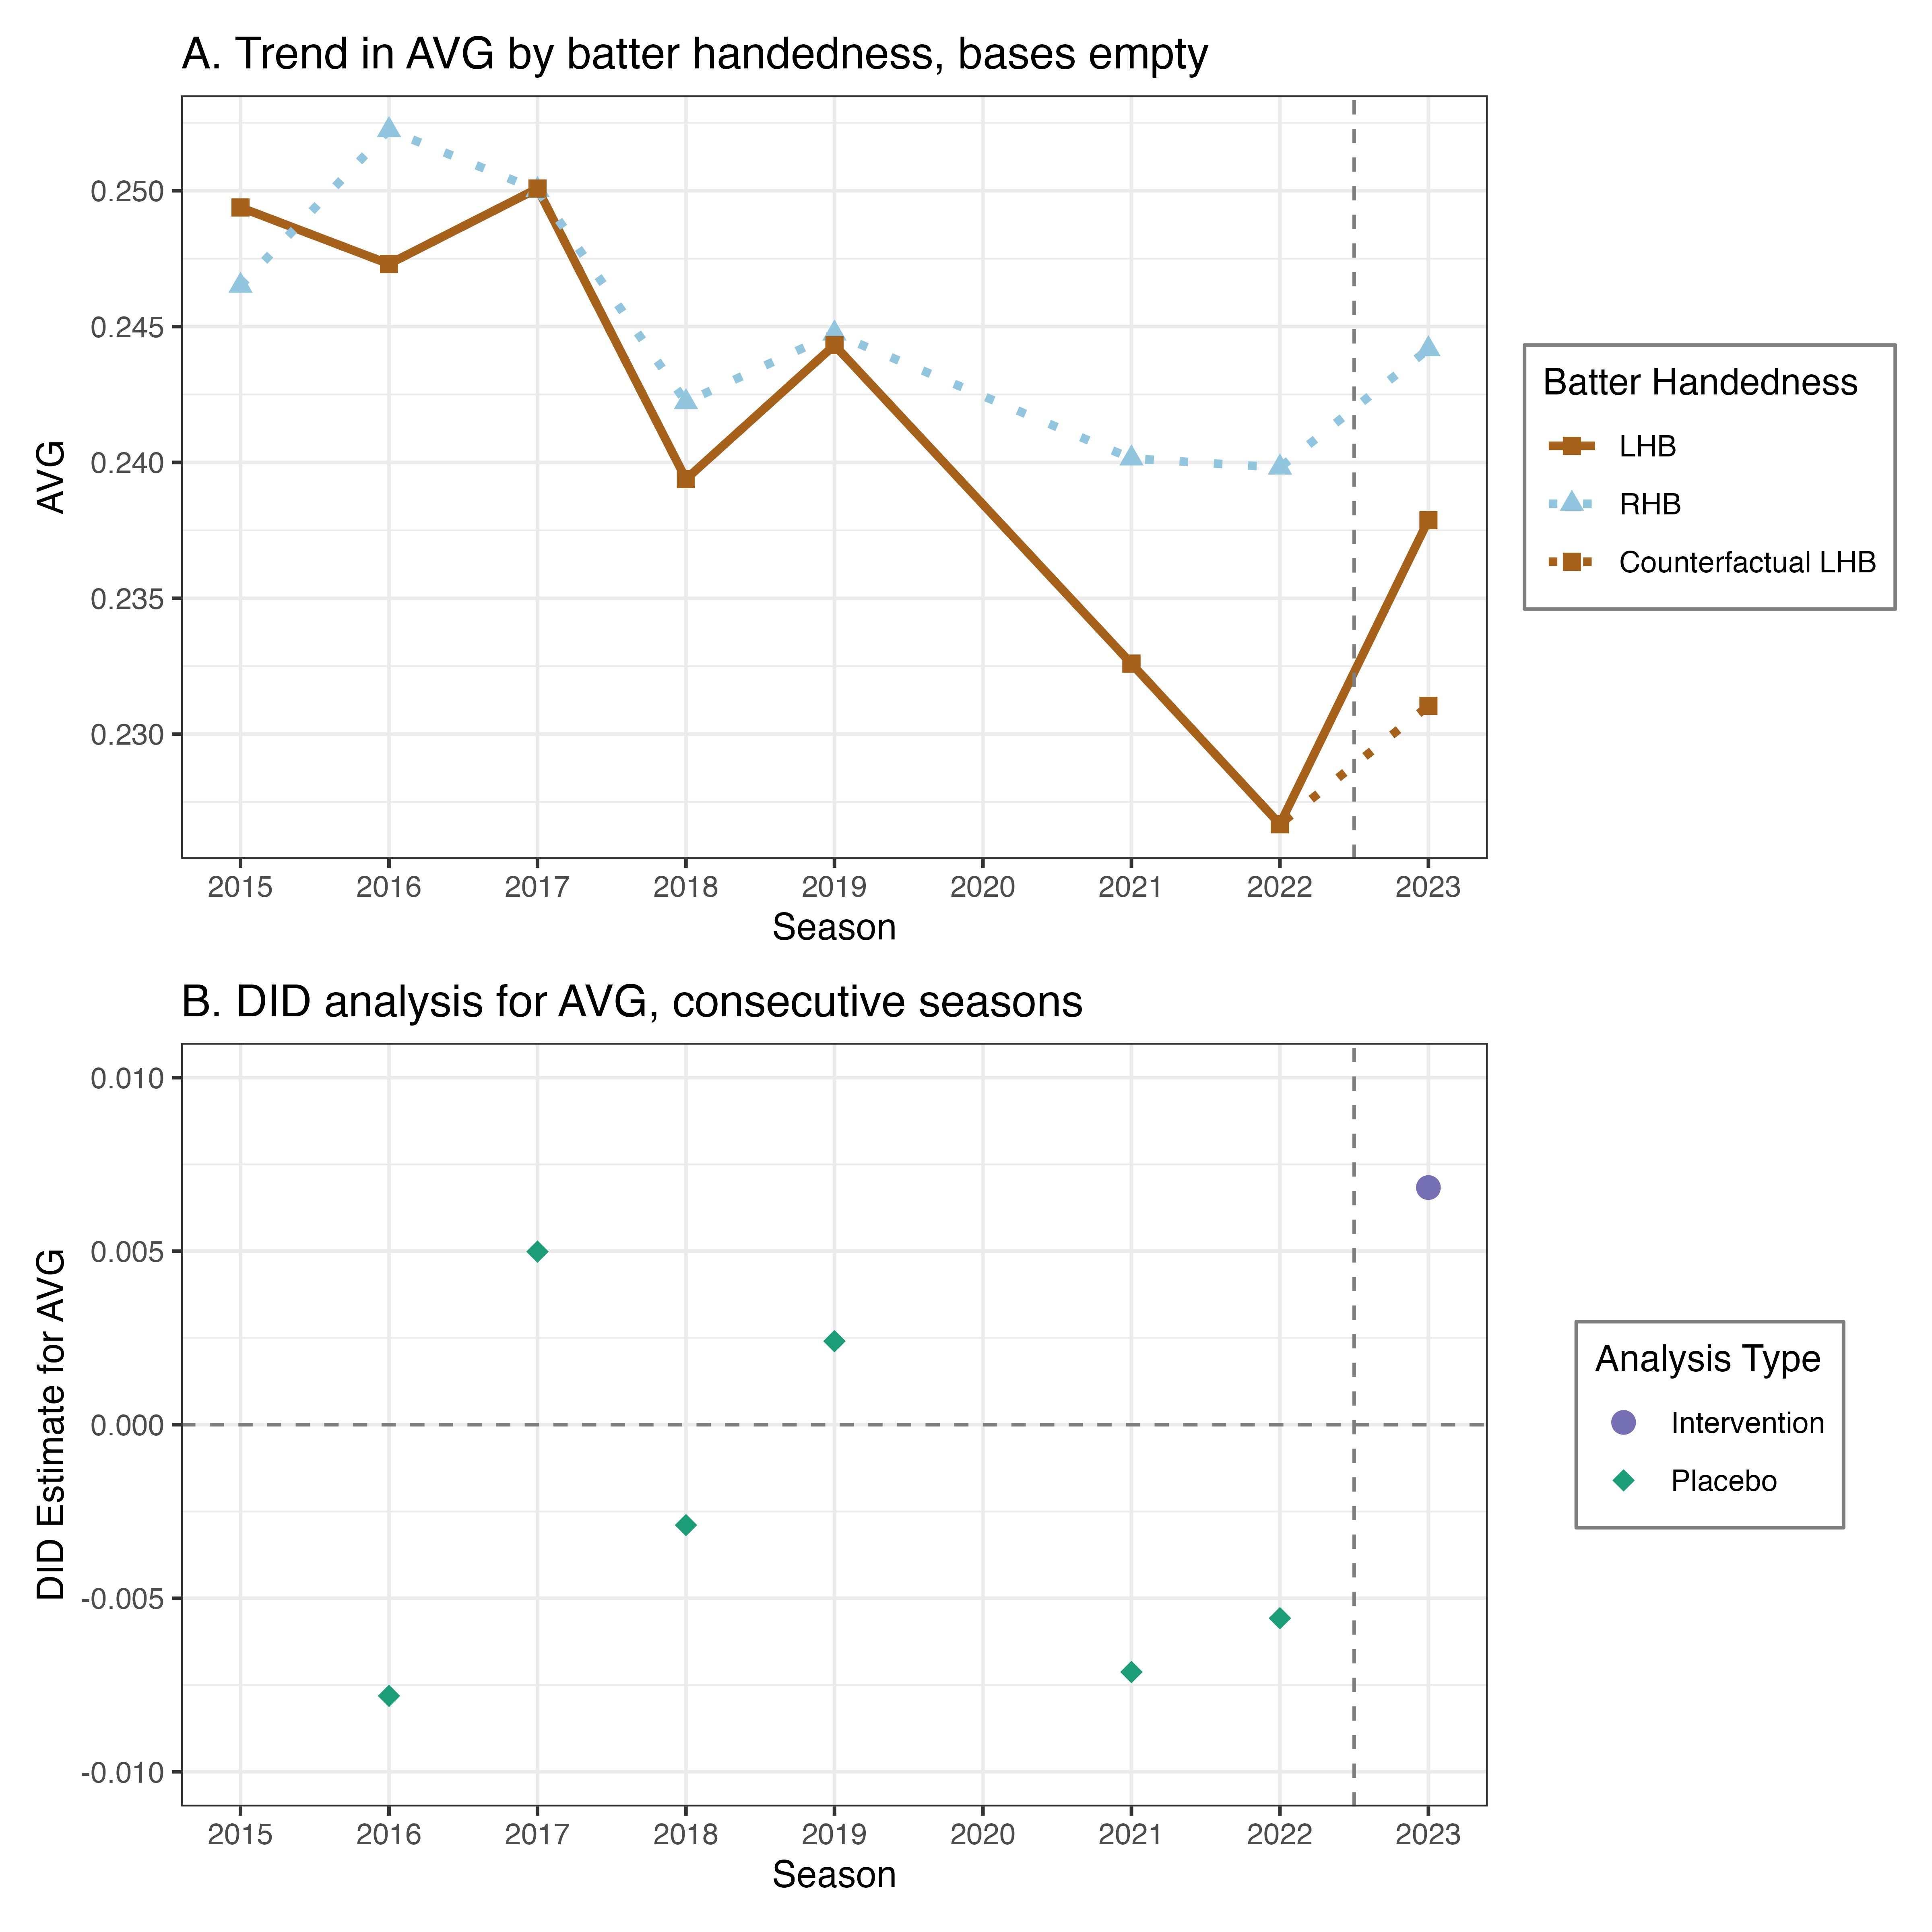 A. Trend in AVG by batter handedness, bases empty
AVG
0.250
0.245
0.240
0.235
0.230
2015 2016 2017 2018 2019 2020 2021 2022 2023
Season
Batter Handedness
LHB
RHB
Counterfactual LHB
B. DID analysis for AVG, consecutive seasons
DID Estimate for AVG
0.010
0.005
0.000
-0.005
-0.010
2015 2016 2017 2018 2019 2020 2021 2022 2023
Season
Analysis Type
Intervention
Placebo